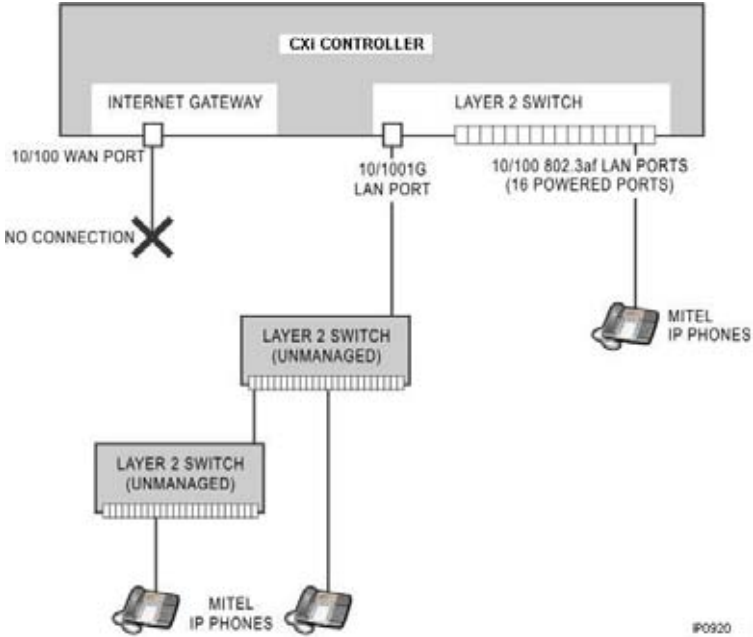 CXi CONTROLLER
INTERNET GATEWAY
LAYER 2 SWITCH
10/100 WAN PORT
10/1001G
LAN PORT
10/100 802.3af LAN PORTS
(16 POWERED PORTS)
NO CONNECTION
MITEL
IP PHONES
LAYER 2 SWITCH
(UNMANAGED)
LAYER 2 SWITCH
(UNMANAGED)
MITEL
IP PHONES
IP0920